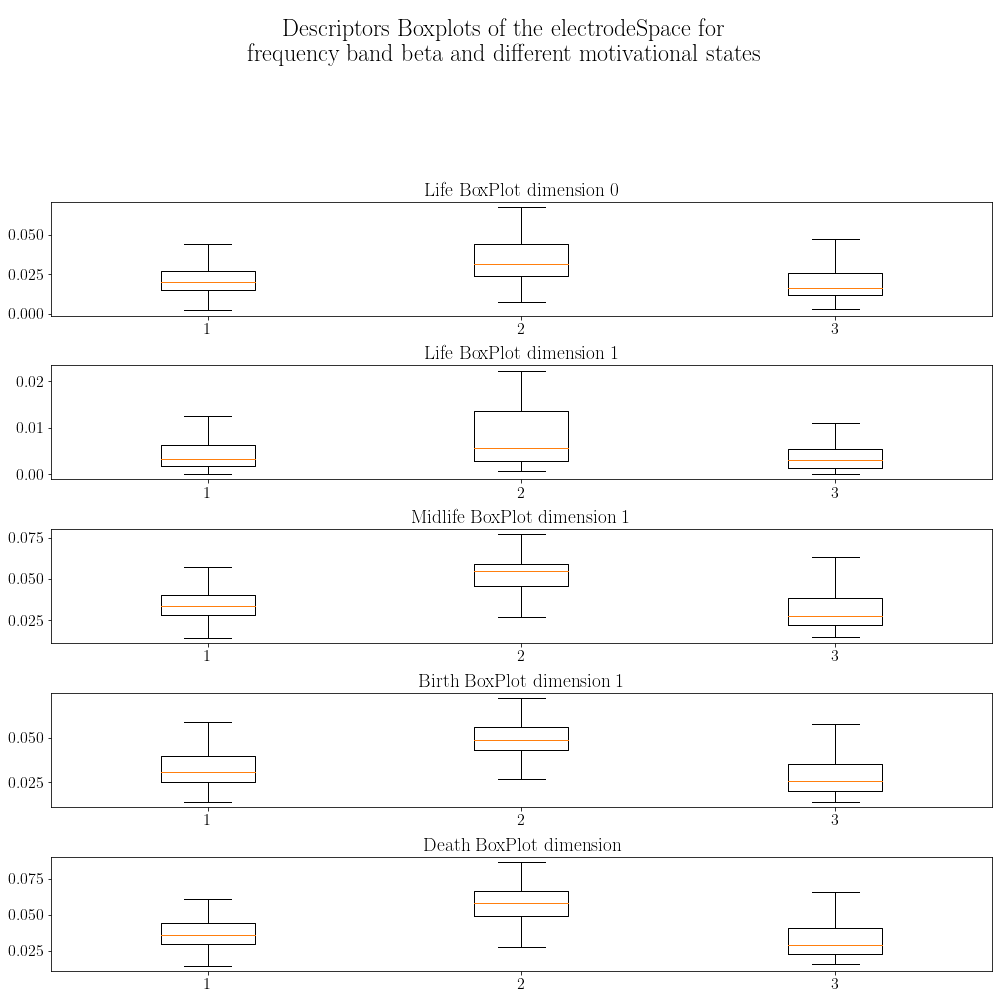 Descriptors Boxplots of the electrodeSpace for
frequency band beta and different motivational states
Life BoxPlot dimension 0
0.050
0.025
0.000
1 2 3
Life BoxPlot dimension 1
0.02
0.01
0.00
1 2 3
Midlife BoxPlot dimension 1
0.075
0.050
0.025
1 2 3
Birth BoxPlot dimension 1
0.050
0.025
1 2 3
Death BoxPlot dimension
0.075
0.050
0.025
1 2 3